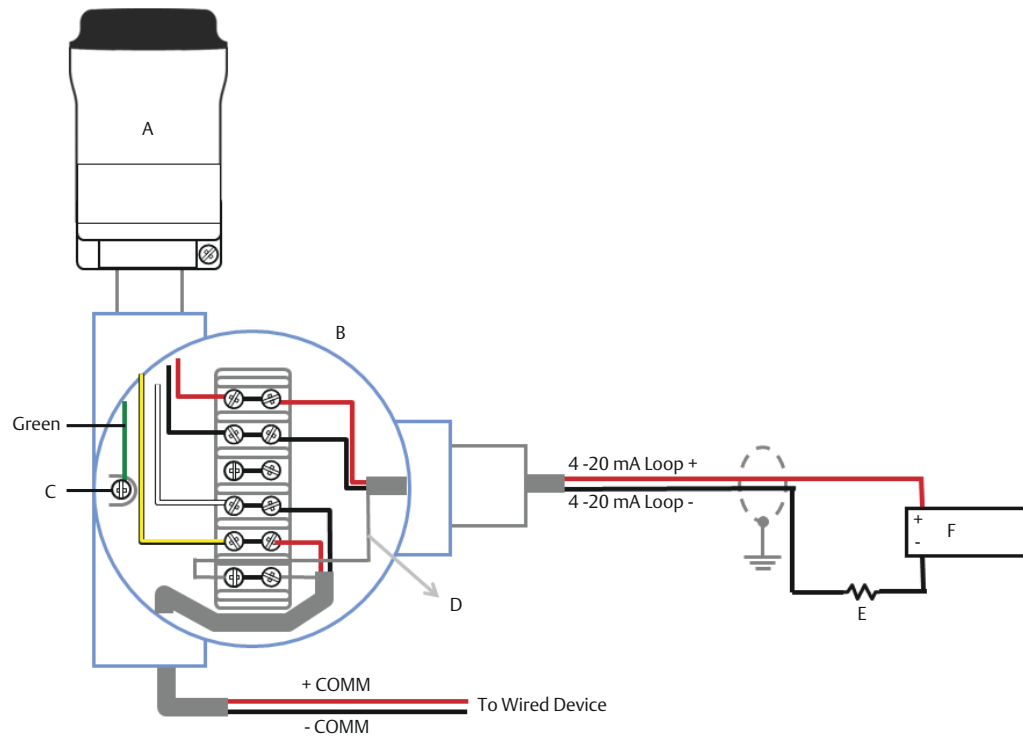 A
B
Green
C
4 -20 mA Loop +
4 -20 mA Loop -
+
-
F
E
D
+ COMM
To Wired Device
- COMM